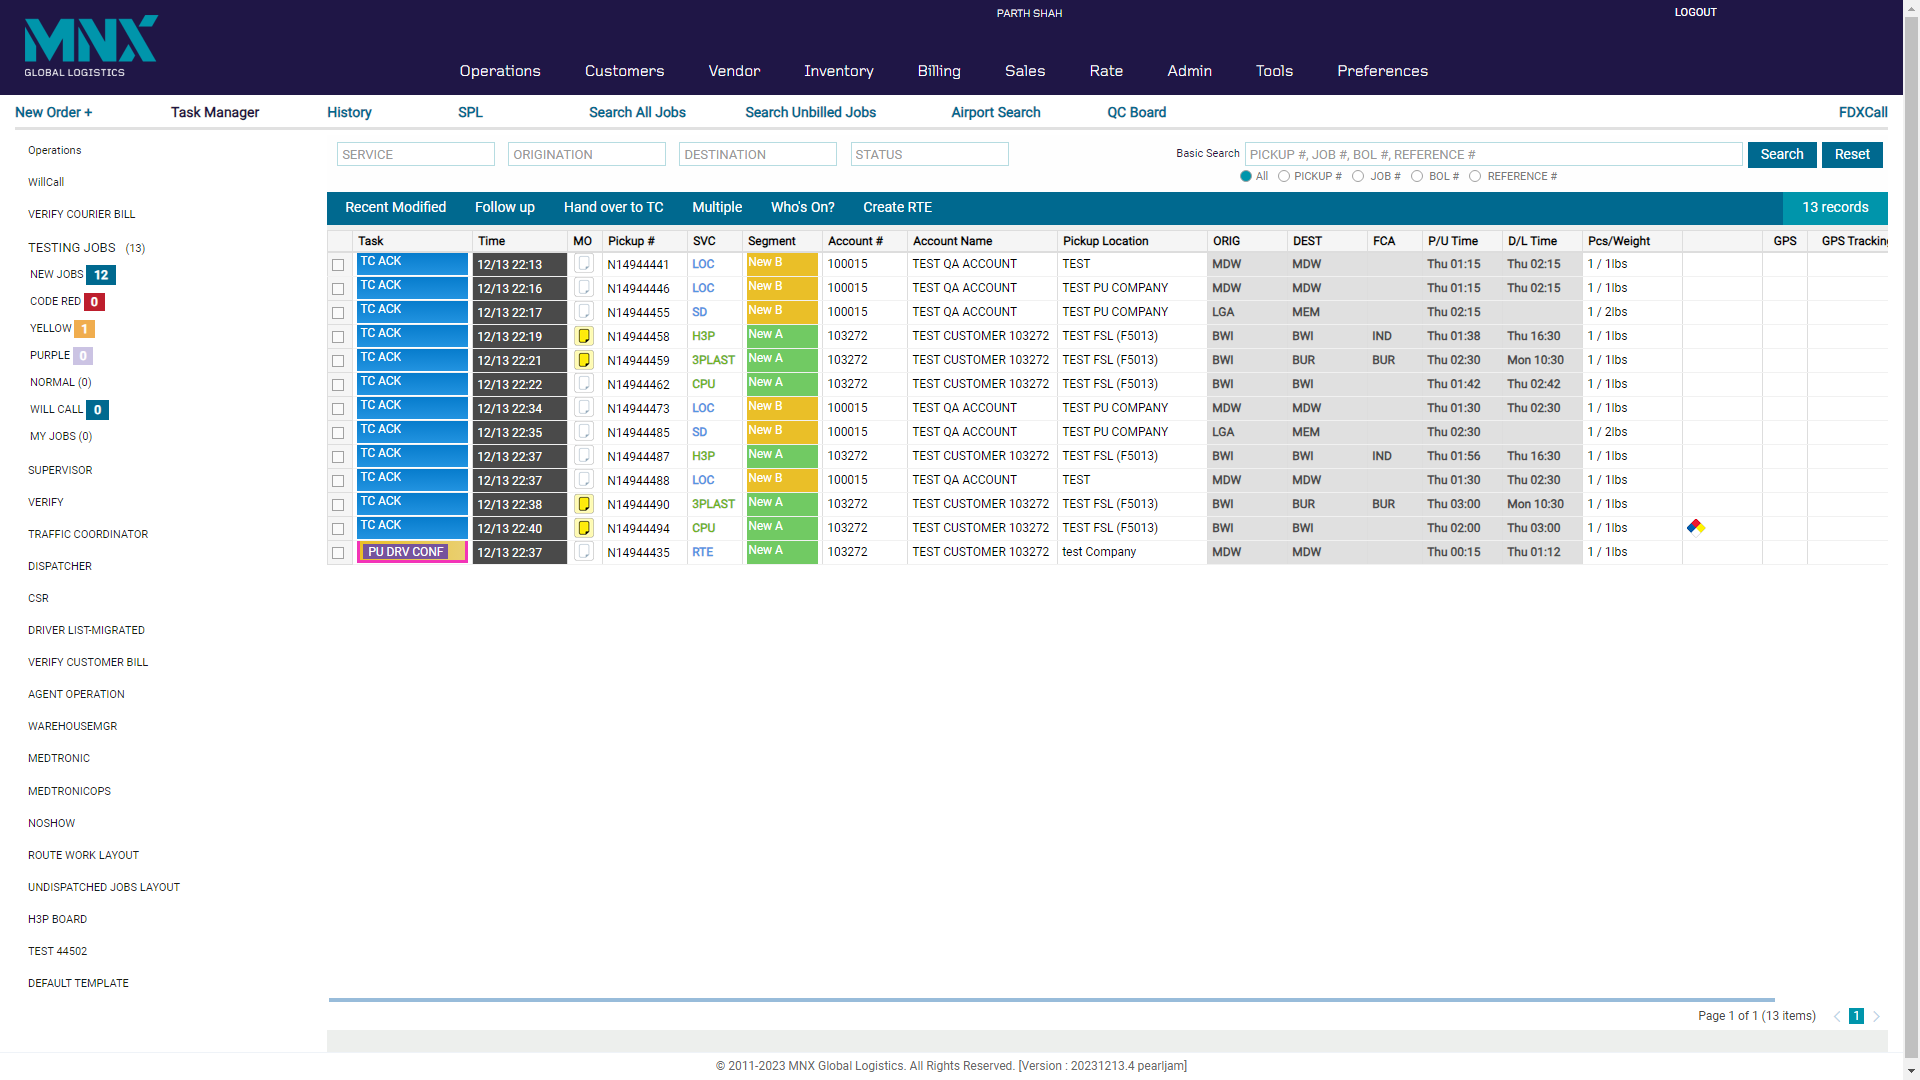 PARTH SHAH
LOGOUT
MNX
GLOBAL LOGISTICS
Operations Customers Vendor Inventory Billing Sales Rate Admin Tools Preferences
New Order + Task Manager History SPL Search All Jobs Search Unbilled Jobs Airport Search QC Board FDXCall
Operations
WillCall
VERIFY COURIER BILL
TESTING JOBS (13)
NEW JOBS 12
CODE RED 0
YELLOW 1
PURPLE 0
NORMAL (0)
WILL CALL 0
MY JOBS (0)
SUPERVISOR
VERIFY
TRAFFIC COORDINATOR
DISPATCHER
CSR
DRIVER LIST-MIGRATED
VERIFY CUSTOMER BILL
AGENT OPERATION
WAREHOUSEMGR
MEDTRONIC
MEDTRONICOPS
NOSHOW
ROUTE WORK LAYOUT
UNDISPATCHED JOBS LAYOUT
H3P BOARD
TEST 44502
DEFAULT TEMPLATE
SERVICE ORIGINATION DESTINATION STATUS Basic Search PICKUP #, JOB #, BOL #, REFERENCE # Search Reset
All PICKUP # JOB # BOL # REFERENCE #
Recent Modified Follow up Hand over to TC Multiple Who's On? Create RTE 13 records
Task Time MO Pickup # SVC Segment Account # Account Name Pickup Location ORIG DEST FCA P/U Time D/L Time Pcs/Weight GPS GPS Tracking
TC ACK 12/13 22:13 N14944441 LOC New B 100015 TEST QA ACCOUNT TEST MDW MDW Thu 01:15 Thu 02:15 1 / 1lbs
TC ACK 12/13 22:16 N14944446 LOC New B 100015 TEST QA ACCOUNT TEST PU COMPANY MDW MDW Thu 01:15 Thu 02:15 1 / 1lbs
TC ACK 12/13 22:17 N14944455 SD New B 100015 TEST QA ACCOUNT TEST PU COMPANY LGA MEM Thu 02:15 1 / 2lbs
TC ACK 12/13 22:19 N14944458 H3P New A 103272 TEST CUSTOMER 103272 TEST FSL (F5013) BWI BWI IND Thu 01:38 Thu 16:30 1 / 1lbs
TC ACK 12/13 22:21 N14944459 3PLAST New A 103272 TEST CUSTOMER 103272 TEST FSL (F5013) BWI BUR BUR Thu 02:30 Mon 10:30 1 / 1lbs
TC ACK 12/13 22:22 N14944462 CPU New A 103272 TEST CUSTOMER 103272 TEST FSL (F5013) BWI BWI Thu 01:42 Thu 02:42 1 / 1lbs
TC ACK 12/13 22:34 N14944473 LOC New B 100015 TEST QA ACCOUNT TEST PU COMPANY MDW MDW Thu 01:30 Thu 02:30 1 / 1lbs
TC ACK 12/13 22:35 N14944485 SD New B 100015 TEST QA ACCOUNT TEST PU COMPANY LGA MEM Thu 02:30 1 / 2lbs
TC ACK 12/13 22:37 N14944487 H3P New A 103272 TEST CUSTOMER 103272 TEST FSL (F5013) BWI BWI IND Thu 01:56 Thu 16:30 1 / 1lbs
TC ACK 12/13 22:37 N14944488 LOC New B 100015 TEST QA ACCOUNT TEST MDW MDW Thu 01:30 Thu 02:30 1 / 1lbs
TC ACK 12/13 22:38 N14944490 3PLAST New A 103272 TEST CUSTOMER 103272 TEST FSL (F5013) BWI BUR BUR Thu 03:00 Mon 10:30 1 / 1lbs
TC ACK 12/13 22:40 N14944494 CPU New A 103272 TEST CUSTOMER 103272 TEST FSL (F5013) BWI BWI Thu 02:00 Thu 03:00 1 / 1lbs
PU DRV CONF 12/13 22:37 N14944435 RTE New A 103272 TEST CUSTOMER 103272 test Company MDW MDW Thu 00:15 Thu 01:12 1 / 1lbs
Page 1 of 1 (13 items) 1
© 2011-2023 MNX Global Logistics. All Rights Reserved. [Version : 20231213.4 pearljam]